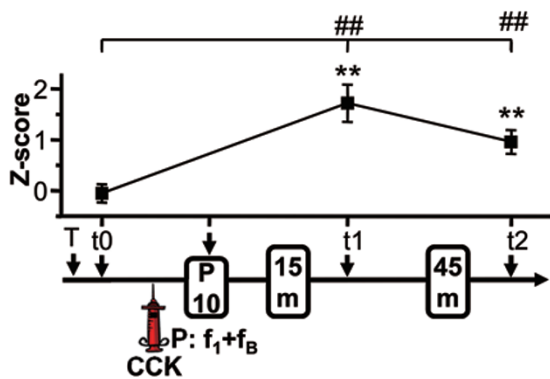 ## ##
** **
Z-score
2
1
0
T t0 t1 t2
P 15 45
10 m m
P: f₁+fB
CCK